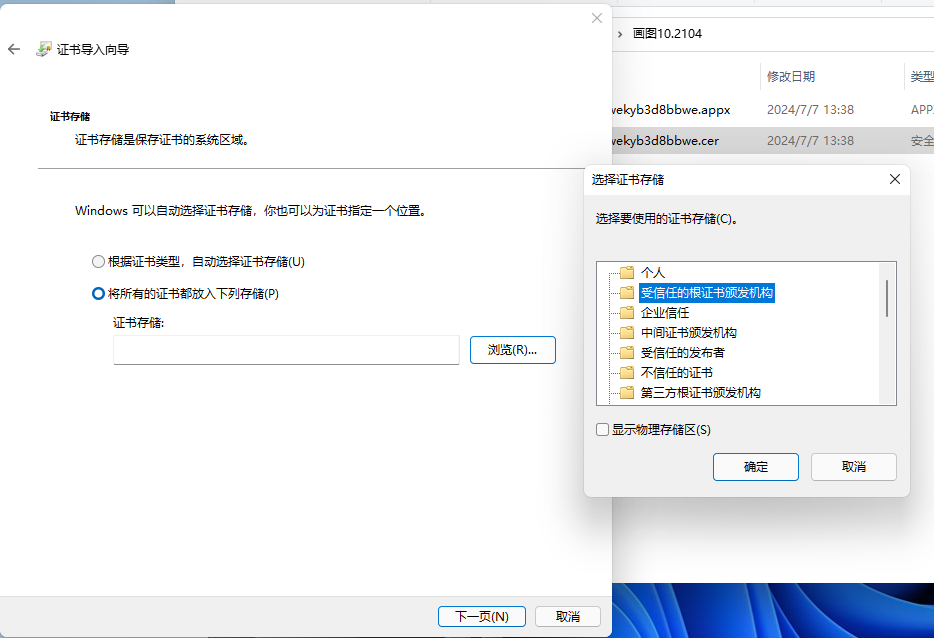 证书导入向导
证书存储
证书存储是保存证书的系统区域。
Windows 可以自动选择证书存储，你也可以为证书指定一个位置。
根据证书类型，自动选择证书存储(U)
将所有的证书都放入下列存储(P)
证书存储:
浏览(R)...
下一页(N)
取消
画图10.2104
修改日期
类型
wekyb3d8bbwe.appx
2024/7/7 13:38
APP
wekyb3d8bbwe.cer
2024/7/7 13:38
安全
选择证书存储
选择要使用的证书存储(C)。
个人
受信任的根证书颁发机构
企业信任
中间证书颁发机构
受信任的发布者
不信任的证书
第三方根证书颁发机构
显示物理存储区(S)
确定
取消